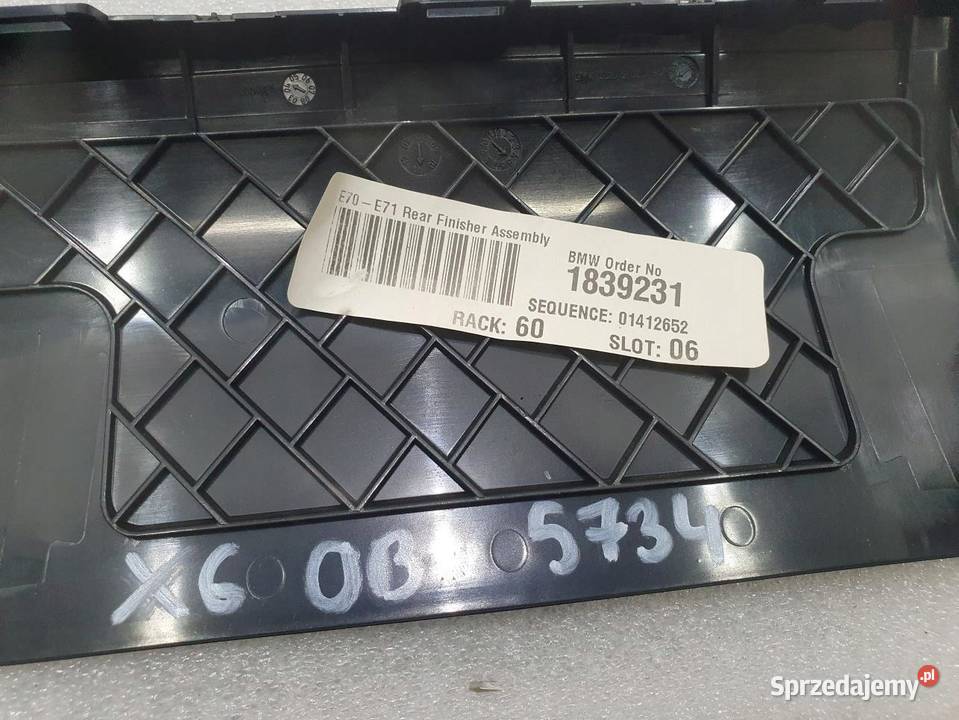 E70 – E71 Rear Finisher Assembly
BMW Order No
1839231
SEQUENCE: 01412652
RACK: 60
SLOT: 06
X6 OB 5734
Sprzedajemy.pl